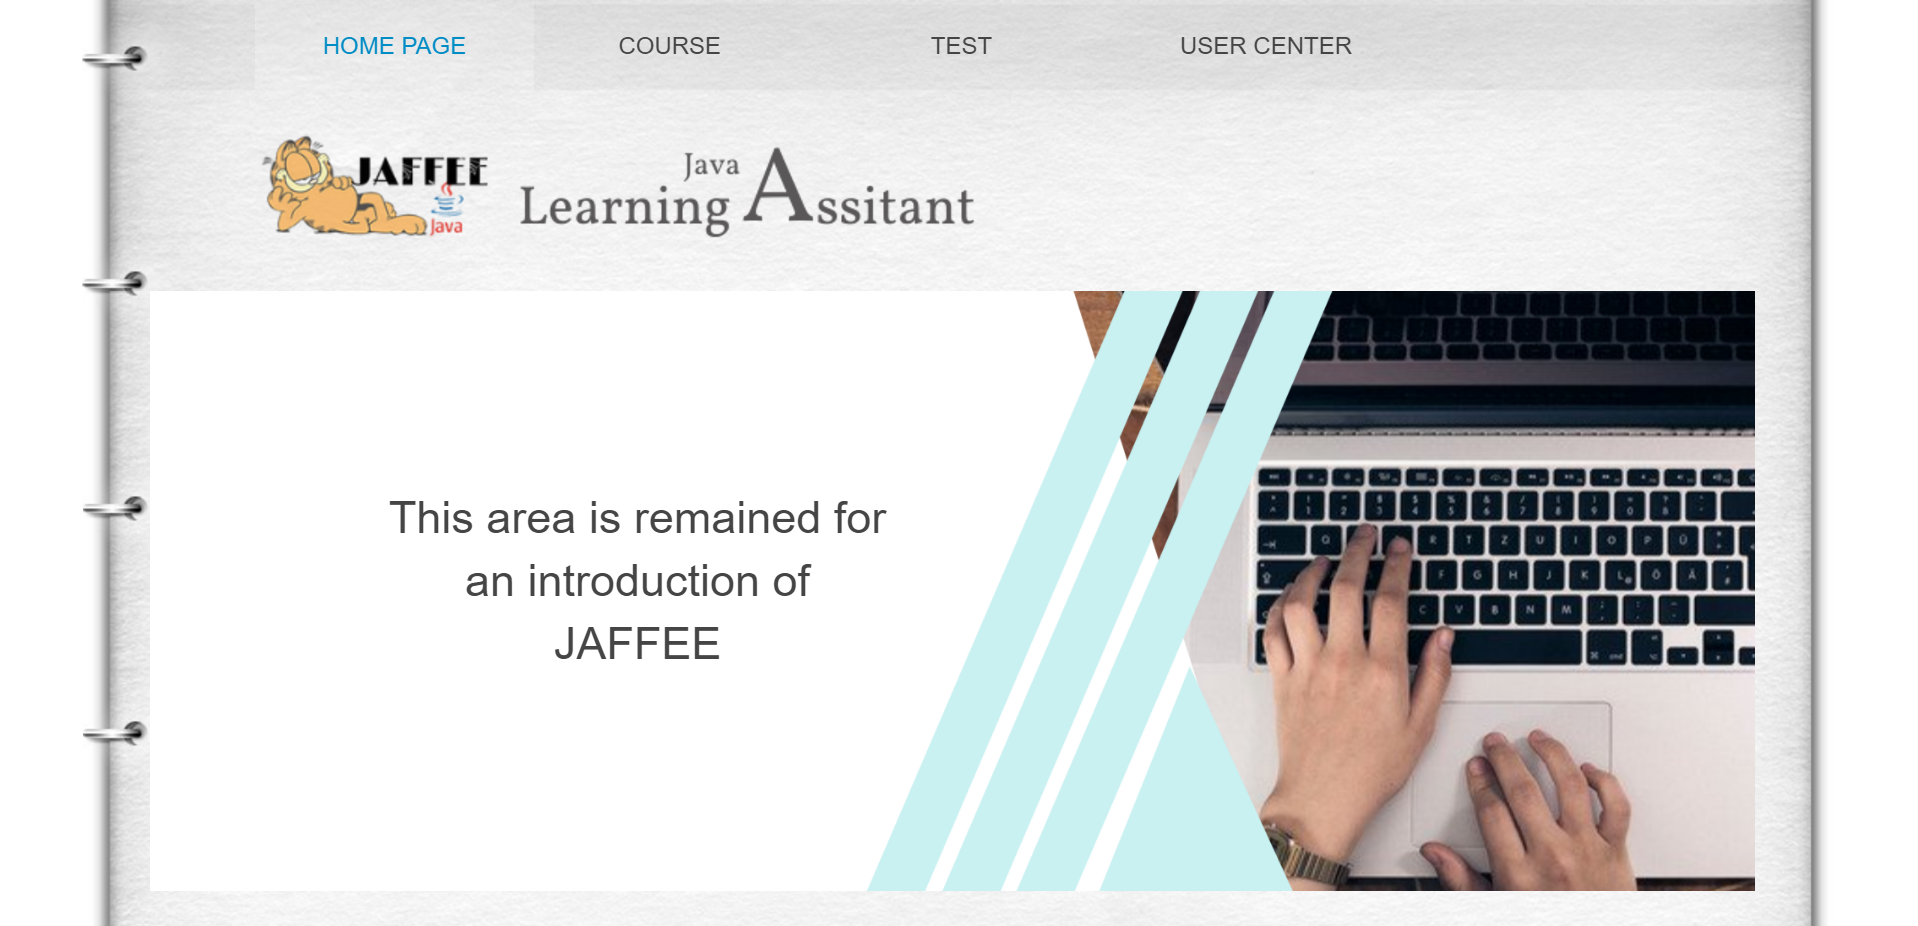 HOME PAGE COURSE TEST USER CENTER
JAFFEE
Java
Java
Learning Assitant
This area is remained for
an introduction of
JAFFEE